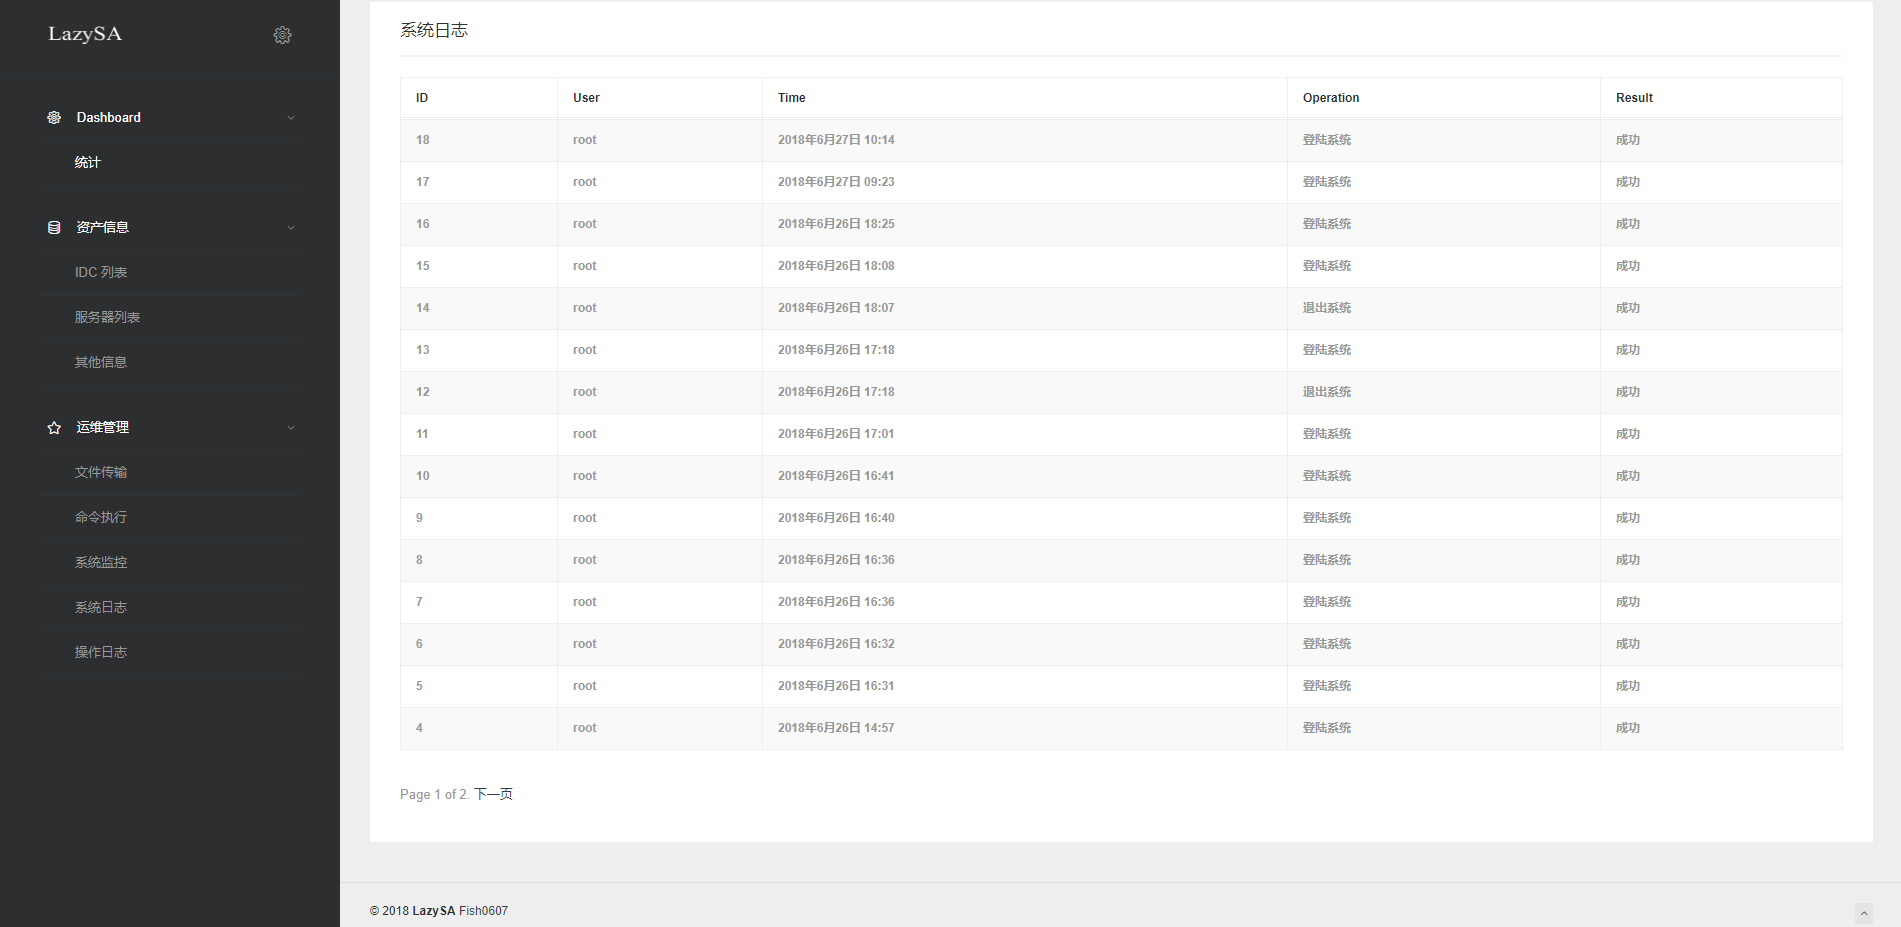 LazySA
Dashboard
统计
资产信息
IDC 列表
服务器列表
其他信息
运维管理
文件传输
命令执行
系统监控
系统日志
操作日志
系统日志
ID User Time Operation Result
18 root 2018年6月27日 10:14 登陆系统 成功
17 root 2018年6月27日 09:23 登陆系统 成功
16 root 2018年6月26日 18:25 登陆系统 成功
15 root 2018年6月26日 18:08 登陆系统 成功
14 root 2018年6月26日 18:07 退出系统 成功
13 root 2018年6月26日 17:18 登陆系统 成功
12 root 2018年6月26日 17:18 退出系统 成功
11 root 2018年6月26日 17:01 登陆系统 成功
10 root 2018年6月26日 16:41 登陆系统 成功
9 root 2018年6月26日 16:40 登陆系统 成功
8 root 2018年6月26日 16:36 登陆系统 成功
7 root 2018年6月26日 16:36 登陆系统 成功
6 root 2018年6月26日 16:32 登陆系统 成功
5 root 2018年6月26日 16:31 登陆系统 成功
4 root 2018年6月26日 14:57 登陆系统 成功
Page 1 of 2. 下一页
© 2018 LazySA Fish0607